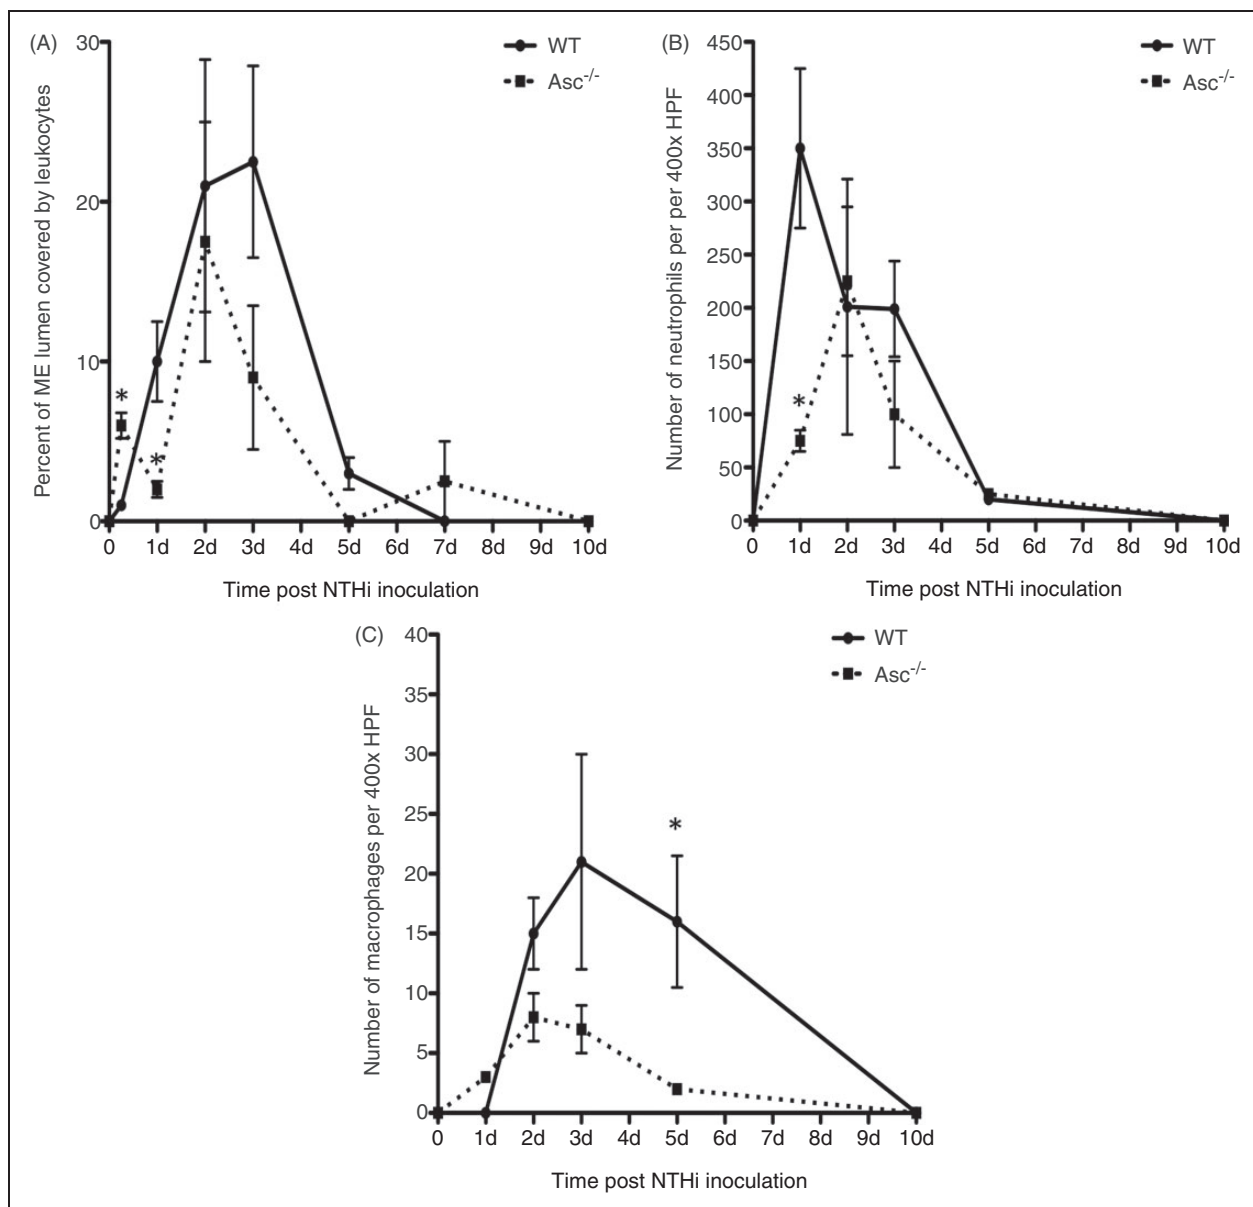 (A)
Percent of ME lumen covered by leukocytes
30
20
10
0
WT
Asc-/-
*
*
0 1d 2d 3d 4d 5d 6d 7d 8d 9d 10d
Time post NTHi inoculation
(B)
Number of neutrophils per per 400x HPF
450
400
350
300
250
200
150
100
50
0
WT
Asc-/-
*
0 1d 2d 3d 4d 5d 6d 7d 8d 9d 10d
Time post NTHi inoculation
(C)
Number of macrophages per 400x HPF
40
35
30
25
20
15
10
5
0
WT
Asc-/-
*
0 1d 2d 3d 4d 5d 6d 7d 8d 9d 10d
Time post NTHi inoculation